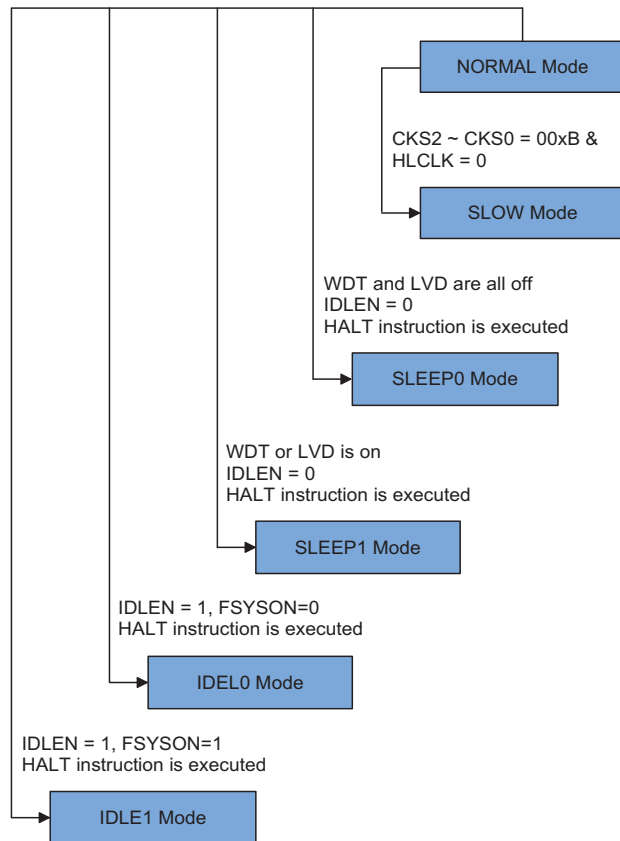 NORMAL Mode
CKS2 ~ CKS0 = 00xB &
HLCLK = 0
SLOW Mode
WDT and LVD are all off
IDLEN = 0
HALT instruction is executed
SLEEP0 Mode
WDT or LVD is on
IDLEN = 0
HALT instruction is executed
SLEEP1 Mode
IDLEN = 1, FSYSON=0
HALT instruction is executed
IDEL0 Mode
IDLEN = 1, FSYSON=1
HALT instruction is executed
IDLE1 Mode